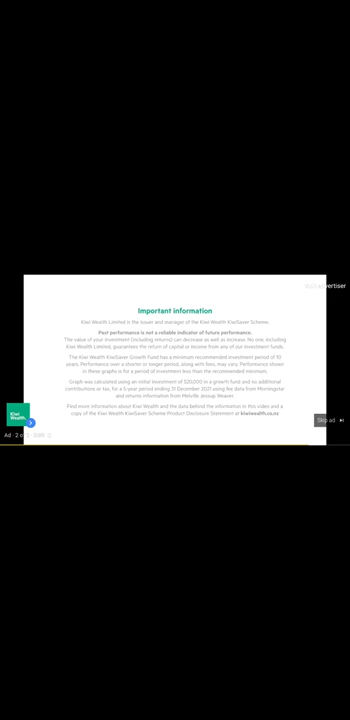 Visit advertiser
Important information
Kiwi Wealth Limited is the issuer and manager of the Kiwi Wealth KiwiSaver Scheme.
Past performance is not a reliable indicator of future performance.
The value of your investment (including returns) can decrease as well as increase. No one, including
Kiwi Wealth Limited, guarantees the return of capital or income from any of our investment funds.
The Kiwi Wealth KiwiSaver Growth Fund has a minimum recommended investment period of 10
years. Performance over a shorter or longer period, along with fees, may vary. Performance shown
in these graphs is for a period of investment less than the recommended minimum.
Graph was calculated using an initial investment of $20,000 in a growth fund and no additional
contributions or tax, for a 5-year period ending 31 December 2021 using fee data from Morningstar
and returns information from Melville Jessup Weaver.
Find more information about Kiwi Wealth and the data behind the information in this video and a
copy of the Kiwi Wealth KiwiSaver Scheme Product Disclosure Statement at kiwiwealth.co.nz
Kiwi
Wealth.
Skip ad
Ad · 2 of